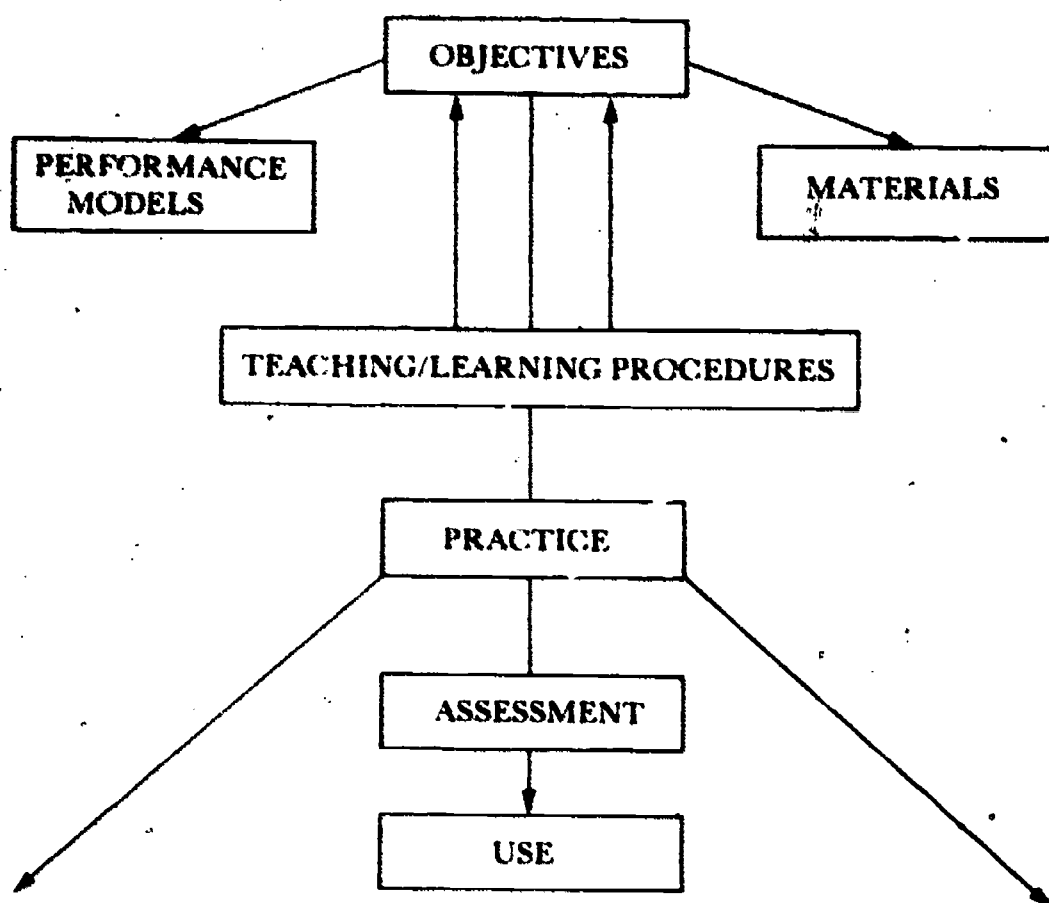 OBJECTIVES
PERFORMANCE
MODELS
MATERIALS
TEACHING/LEARNING PROCEDURES
PRACTICE
ASSESSMENT
USE